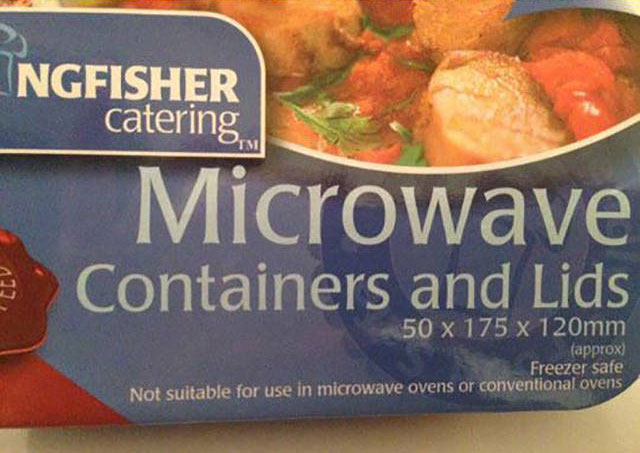 NGFISHER
catering TM
Microwave
Containers and Lids
50 x 175 x 120mm
(approx)
Freezer safe
Not suitable for use in microwave ovens or conventional ovens